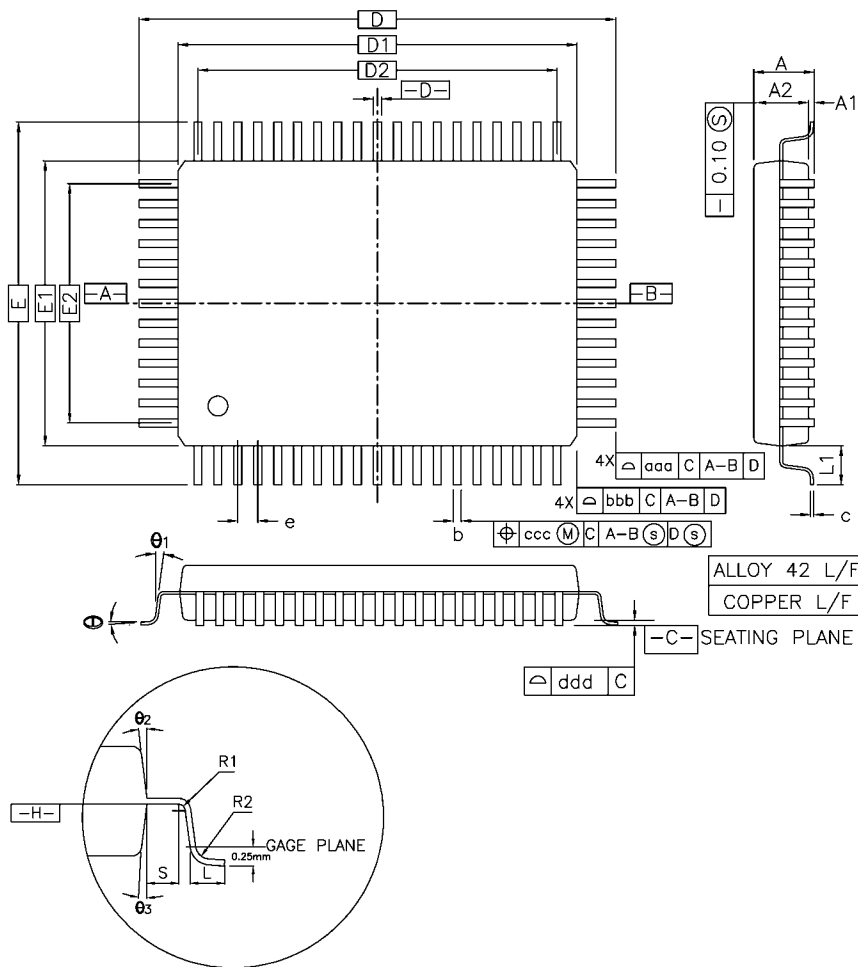 D
D1
D2
-D-
A
A2
A1
— 0.10 Ⓢ
E
E1
E2
-A-
-B-
4X ⌓ aaa C A-B D
4X ⌓ bbb C A-B D
e
b
⌖ ccc Ⓜ C A-B ⓢ D ⓢ
L1
c
θ1
θ
ALLOY 42 L/F
COPPER L/F
-C- SEATING PLANE
⌓ ddd C
θ2
R1
R2
-H-
GAGE PLANE
0.25mm
S
L
θ3